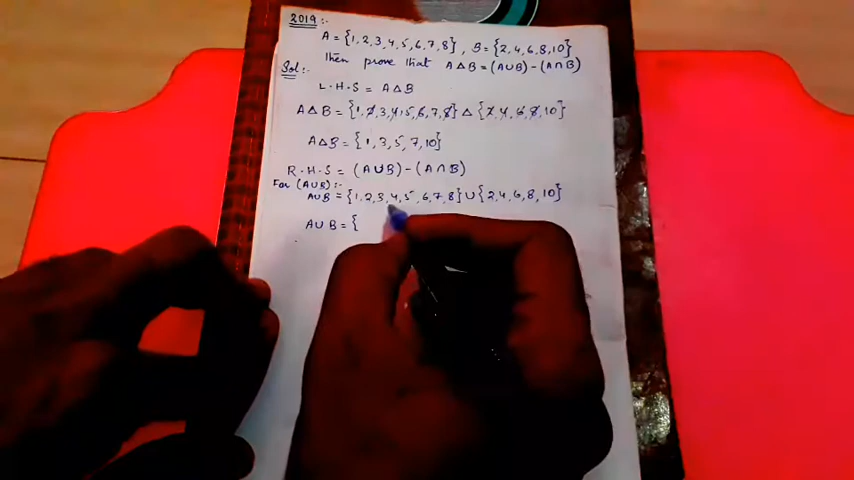 2019:-
A = {1,2,3,4,5,6,7,8}, B = {2,4,6,8,10}
then prove that A△B = (A∪B) - (A∩B)
Sol:-
L.H.S = A△B
A△B = {1,2,3,4,5,6,7,8} △ {2,4,6,8,10}
A△B = {1,3,5,7,10}
R.H.S = (A∪B) - (A∩B)
For (A∪B):-
A∪B = {1,2,3,4,5,6,7,8} ∪ {2,4,6,8,10}
A∪B = {